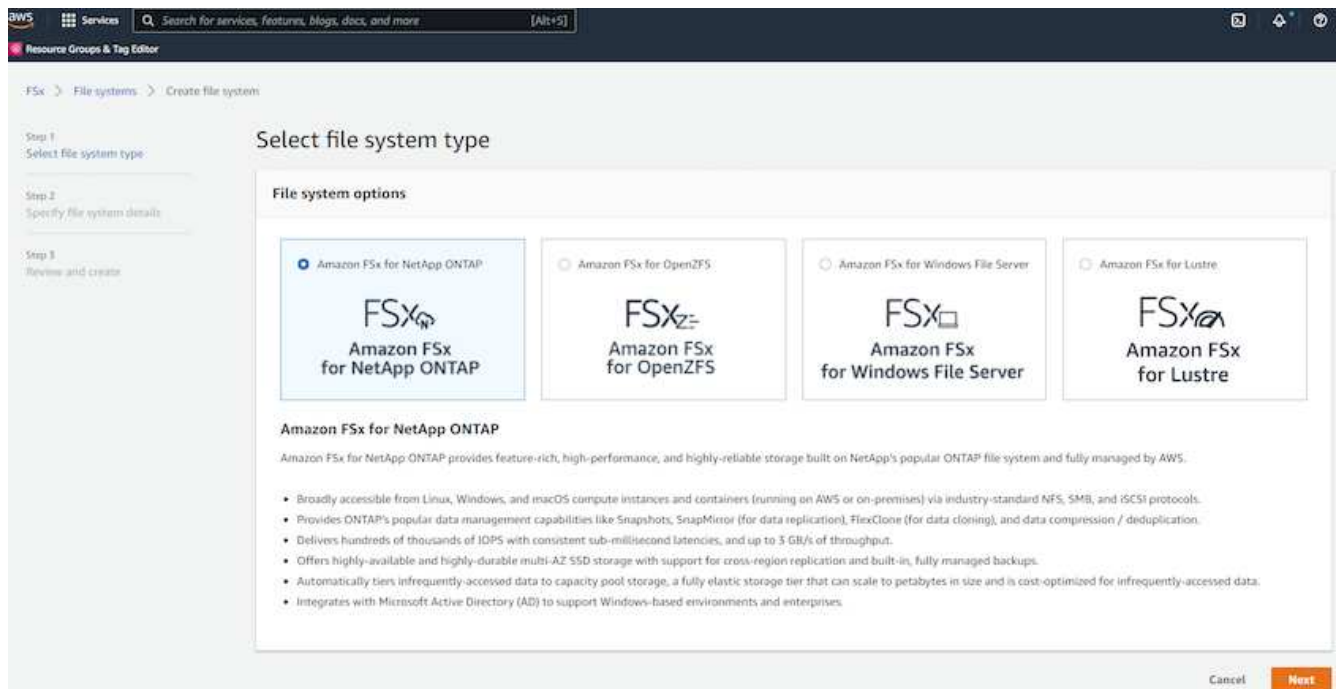 aws Services Search for services, features, blogs, docs, and more [Alt+S]
Resource Groups & Tag Editor
FSx > File systems > Create file system
Step 1
Select file system type
Step 2
Specify file system details
Step 3
Review and create
Select file system type
File system options
Amazon FSx for NetApp ONTAP
FSx N
Amazon FSx
for NetApp ONTAP
Amazon FSx for OpenZFS
FSx Z
Amazon FSx
for OpenZFS
Amazon FSx for Windows File Server
FSx
Amazon FSx
for Windows File Server
Amazon FSx for Lustre
FSx
Amazon FSx
for Lustre
Amazon FSx for NetApp ONTAP
Amazon FSx for NetApp ONTAP provides feature-rich, high-performance, and highly-reliable storage built on NetApp's popular ONTAP file system and fully managed by AWS.
• Broadly accessible from Linux, Windows, and macOS compute instances and containers (running on AWS or on-premises) via industry-standard NFS, SMB, and iSCSI protocols.
• Provides ONTAP's popular data management capabilities like Snapshots, SnapMirror (for data replication), FlexClone (for data cloning), and data compression / deduplication.
• Delivers hundreds of thousands of IOPS with consistent sub-millisecond latencies, and up to 3 GB/s of throughput.
• Offers highly-available and highly-durable multi-AZ SSD storage with support for cross-region replication and built-in, fully managed backups.
• Automatically tiers infrequently-accessed data to capacity pool storage, a fully elastic storage tier that can scale to petabytes in size and is cost-optimized for infrequently-accessed data.
• Integrates with Microsoft Active Directory (AD) to support Windows-based environments and enterprises.
Cancel Next